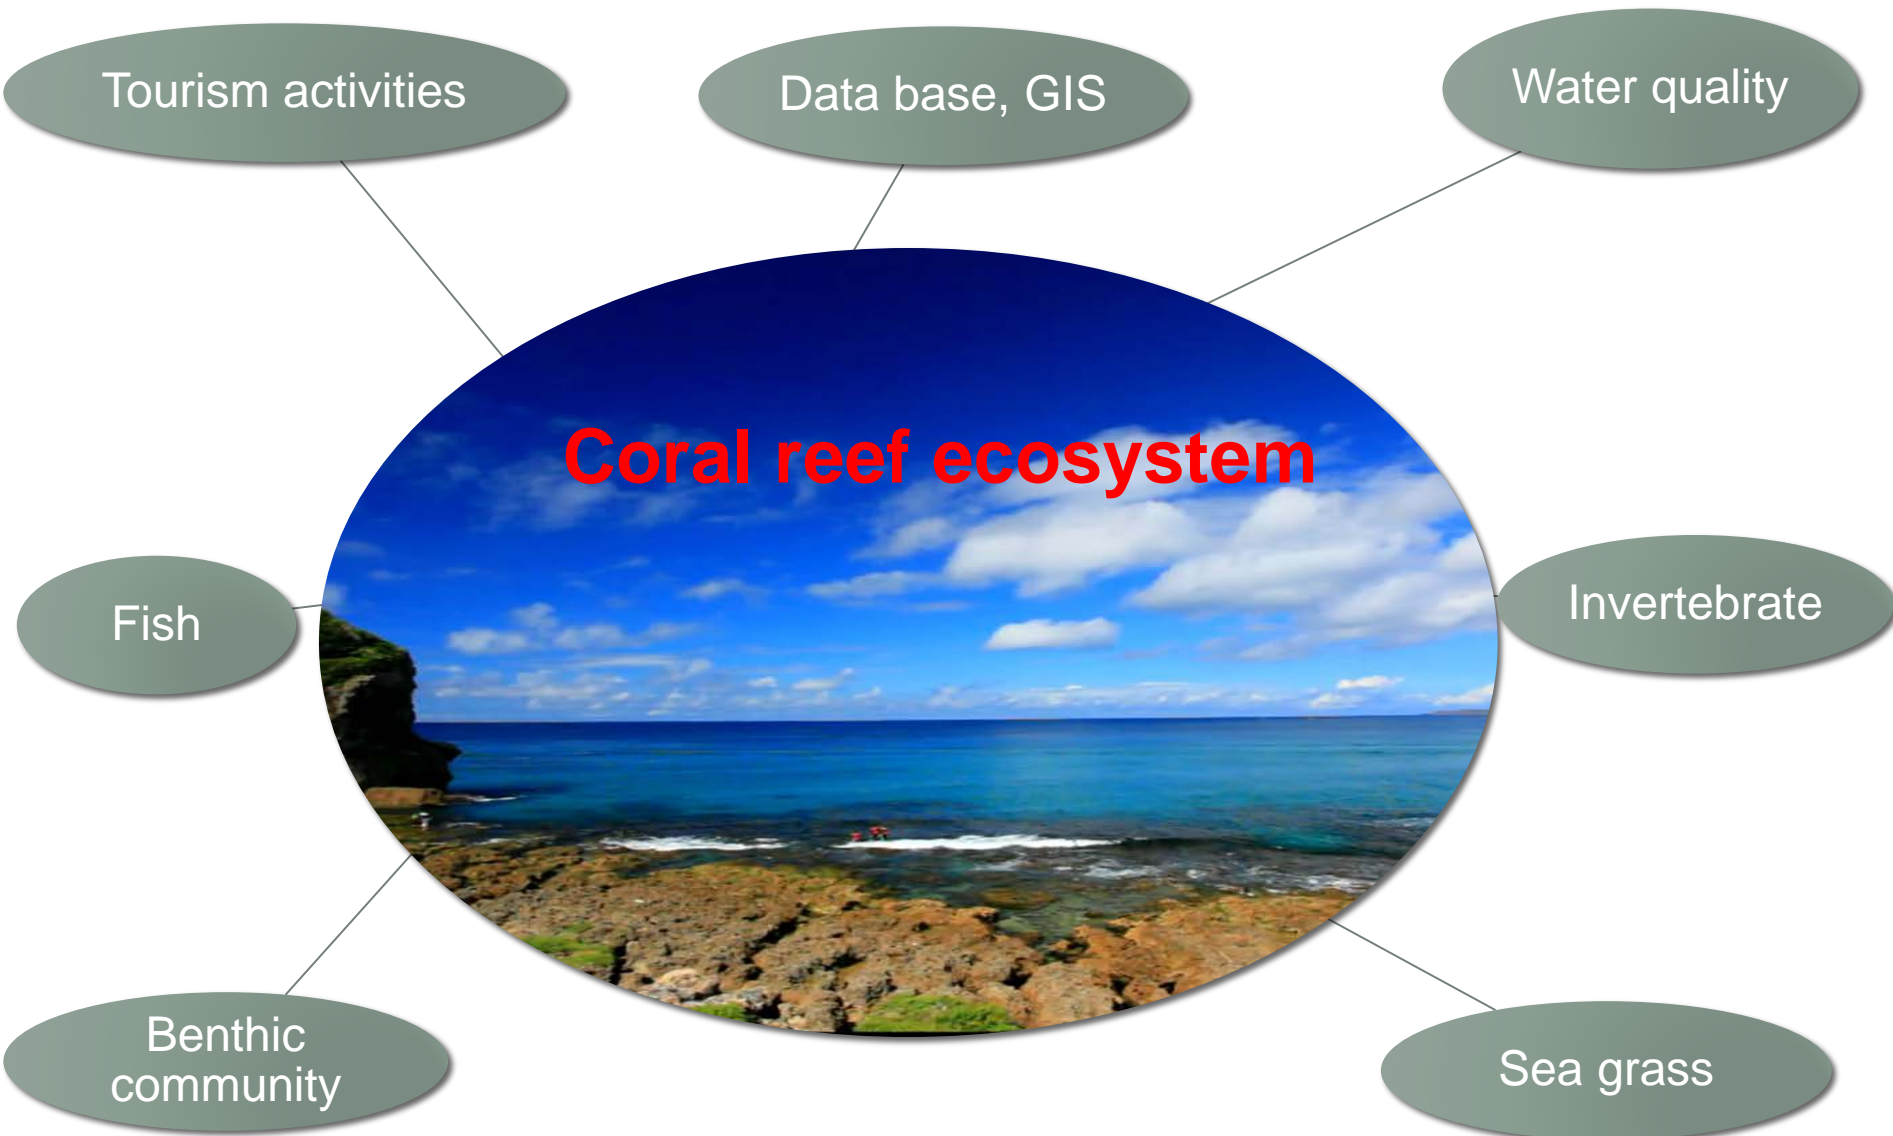 Tourism activities
Data base, GIS
Water quality
Coral reef ecosystem
Fish
Invertebrate
Benthic
community
Sea grass